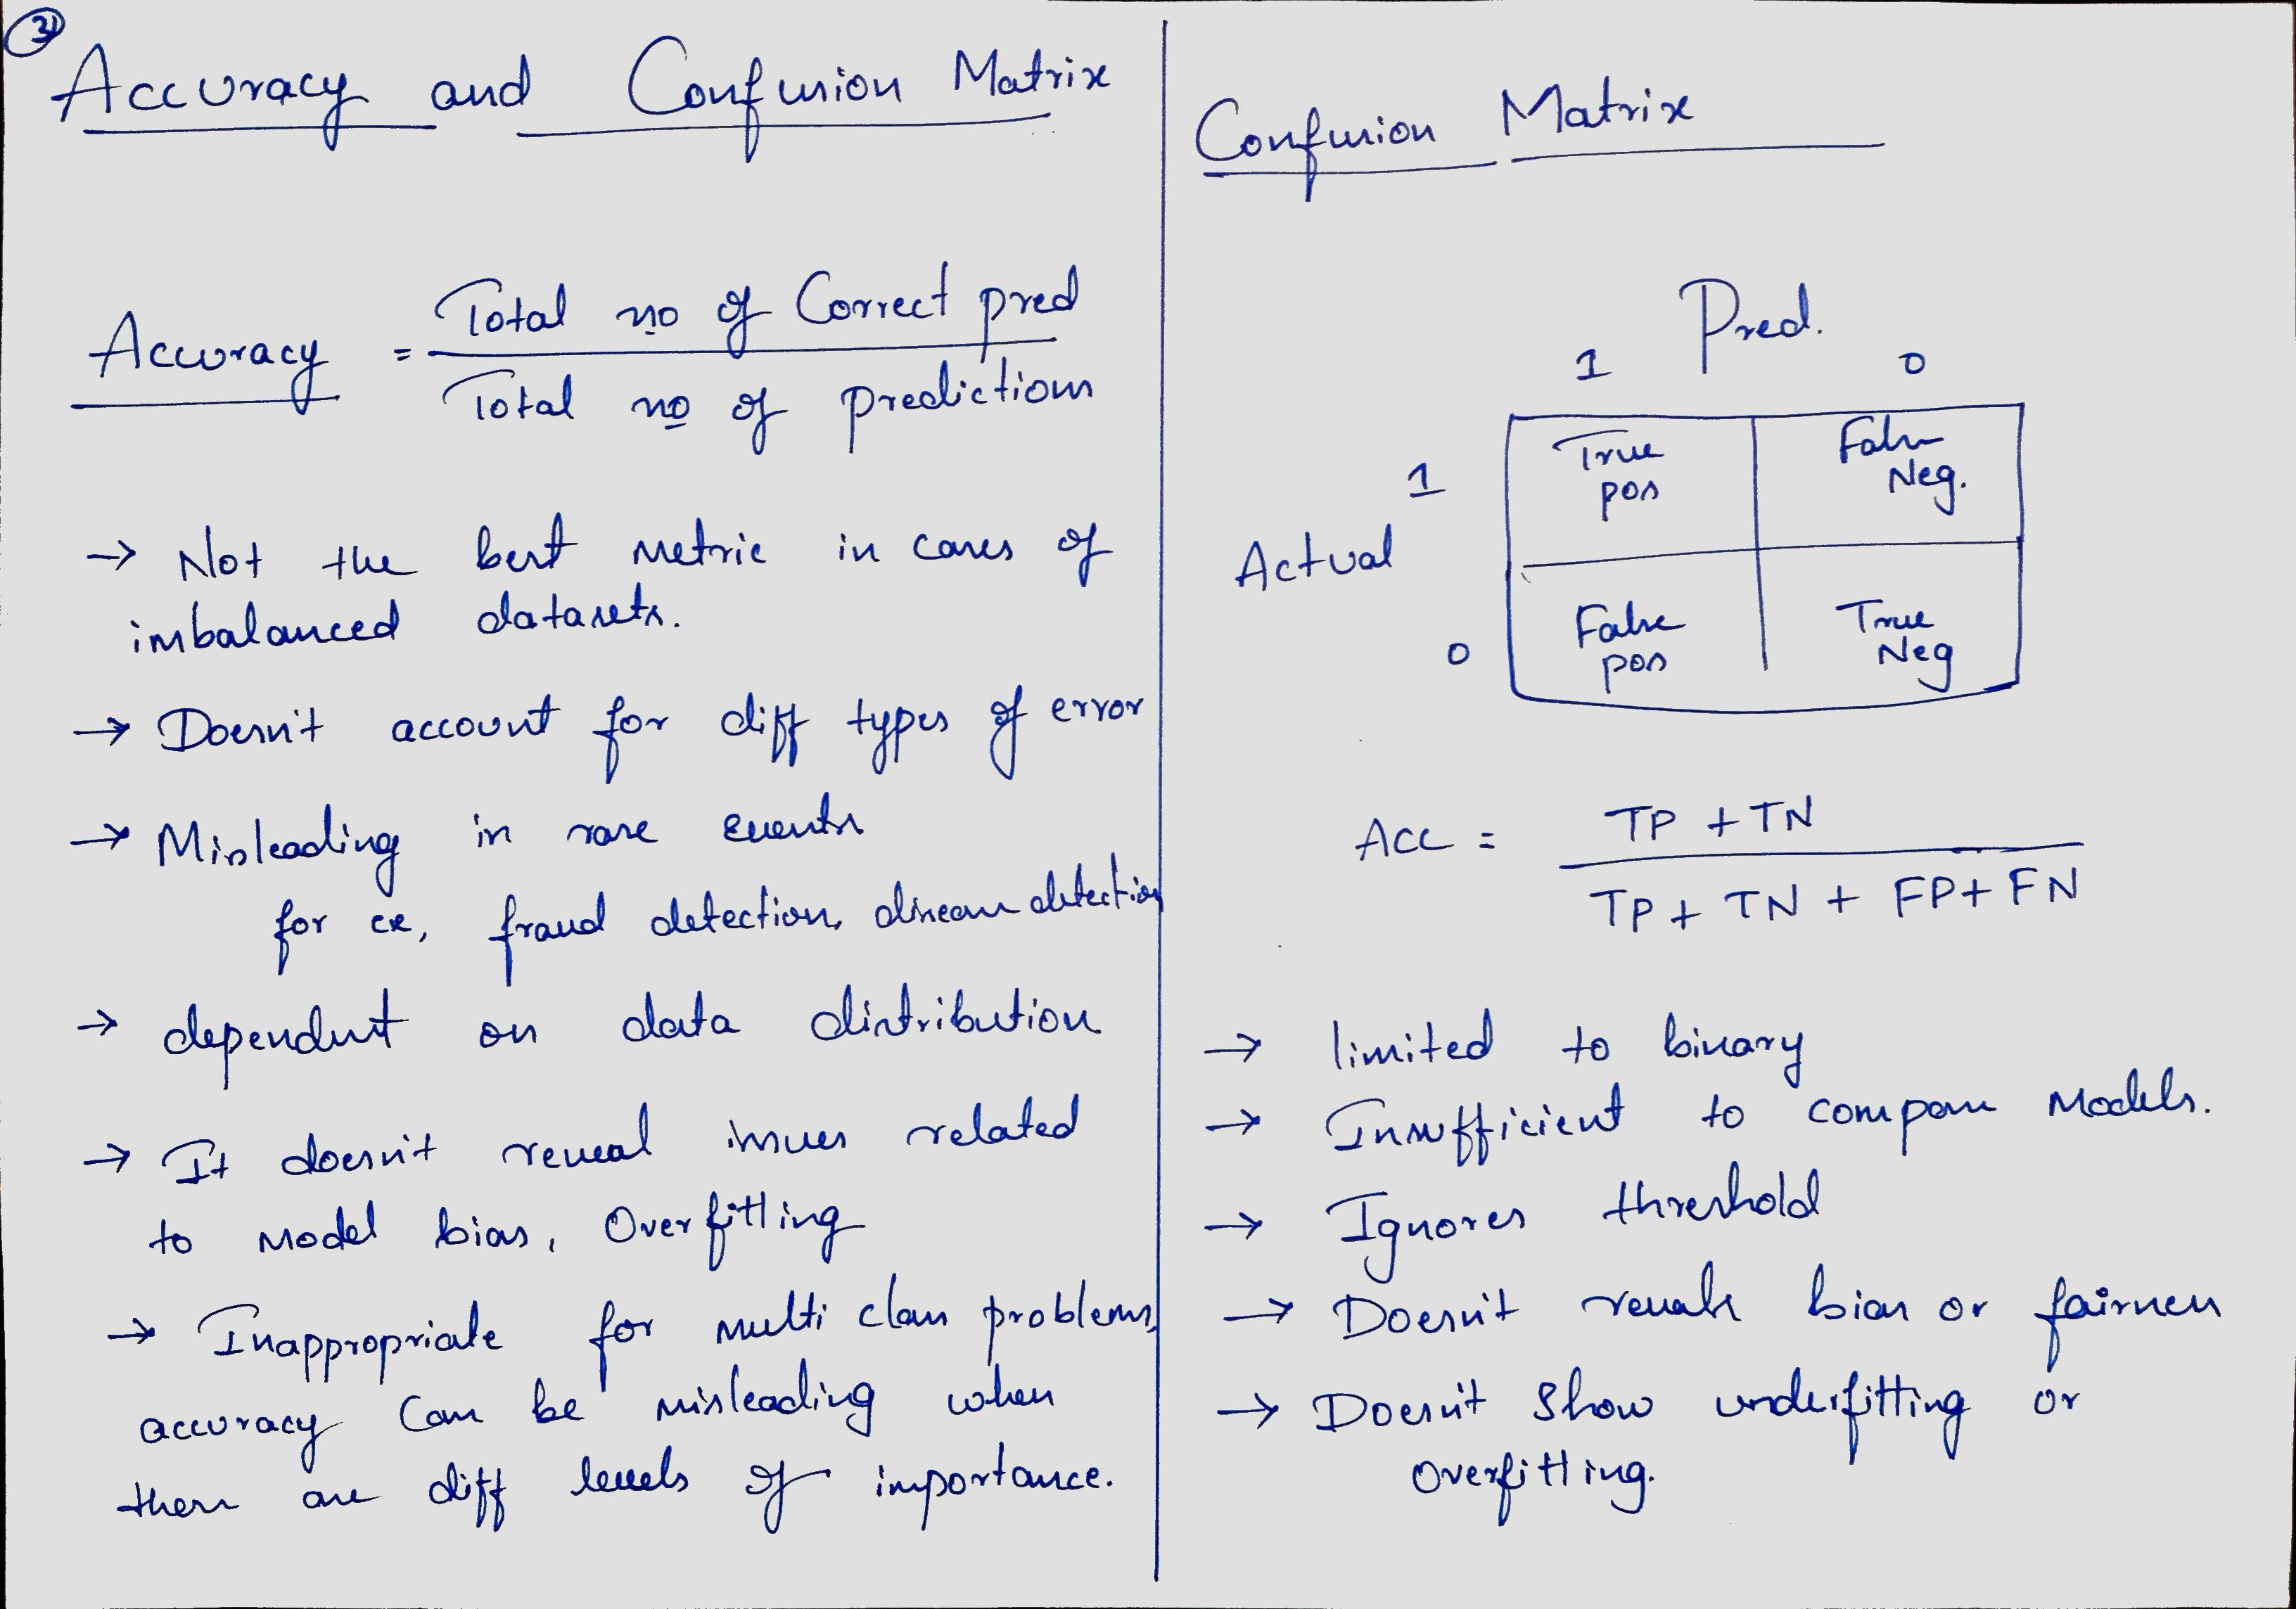 3
Accuracy and Confusion Matrix
Accuracy = Total no of Correct pred
Total no of predictions
→ Not the best metric in cases of
imbalanced datasets.
→ Doesn't account for diff types of error
→ Misleading in rare events
for ex, fraud detection, disease detection
→ dependent on data distribution
→ It doesn't reveal issues related
to model bias, Overfitting
→ Inappropriate for multi class problems,
accuracy can be misleading when
there are diff levels of importance.
Confusion Matrix
Pred.
1 0
True False
1 pos Neg.
Actual
False True
0 pos Neg
Acc = TP + TN
TP + TN + FP + FN
→ limited to binary
→ Insufficient to compare models.
→ Ignores threshold
→ Doesn't reveals bias or fairness
→ Doesn't show underfitting or
overfitting.